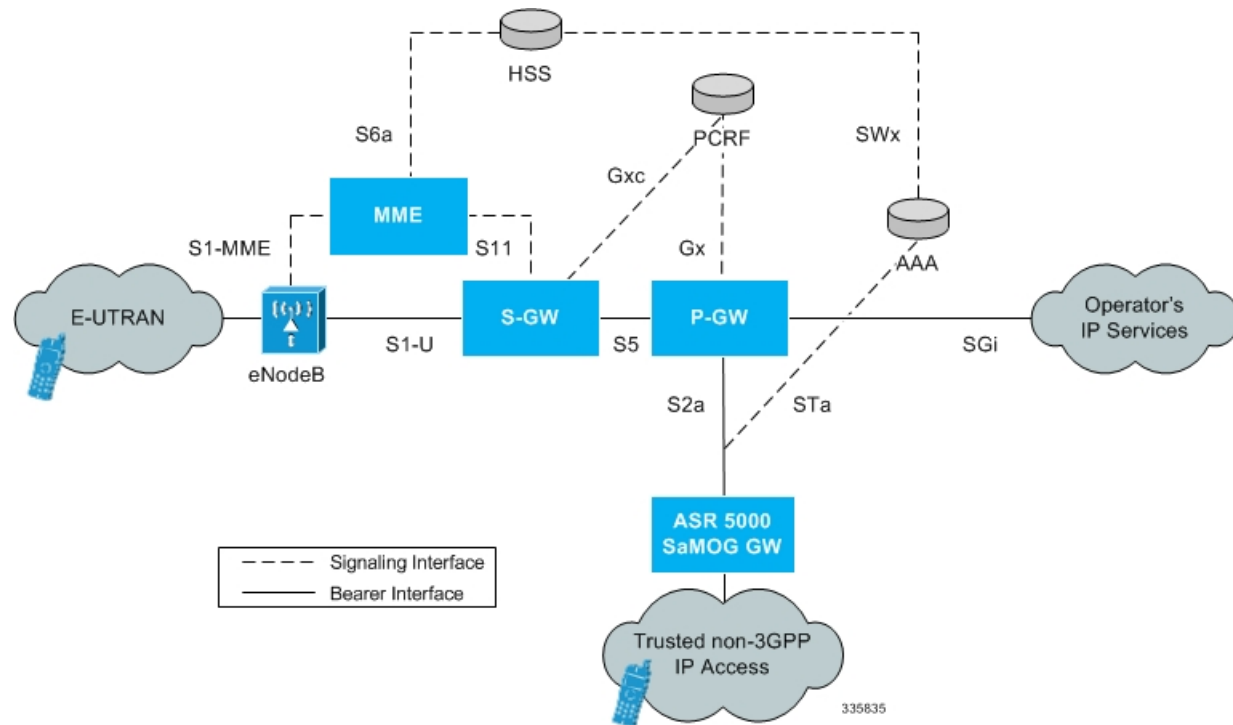 HSS
S6a
PCRF
SWx
Gxc
MME
S1-MME
S11
Gx
AAA
E-UTRAN
S-GW
P-GW
Operator's
IP Services
S1-U
S5
SGi
eNodeB
S2a
STa
ASR 5000
SaMOG GW
Signaling Interface
Bearer Interface
Trusted non-3GPP
IP Access
335835